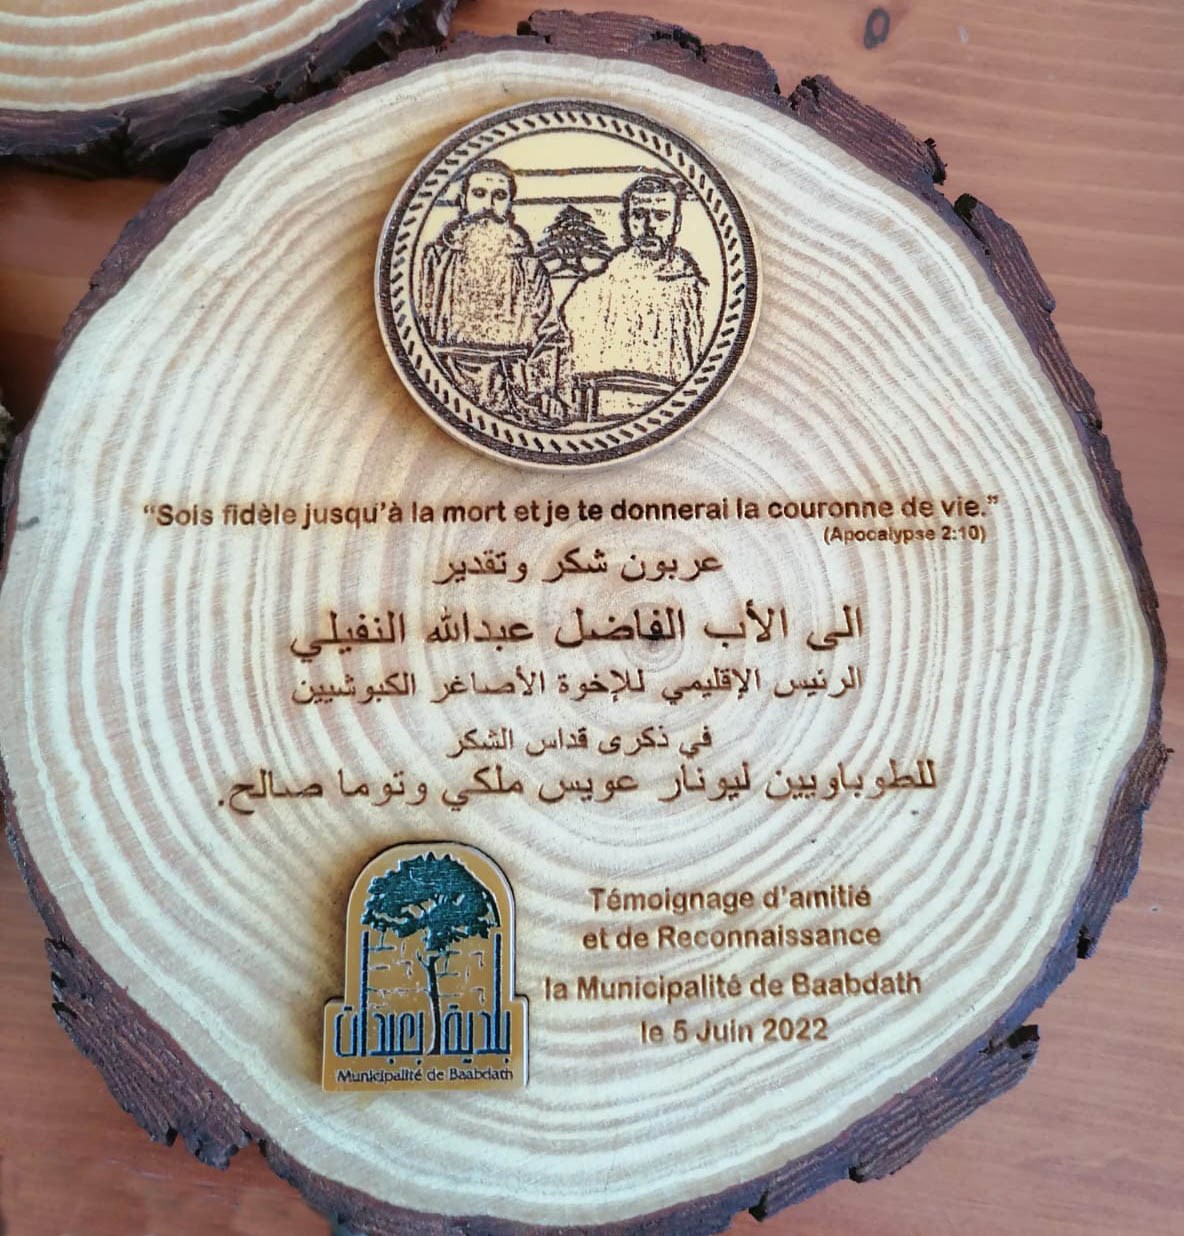 “Sois fidèle jusqu’à la mort et je te donnerai la couronne de vie.”
(Apocalypse 2:10)
عربون شكر وتقدير
الى الأب الفاضل عبدالله النفيلي
الرئيس الإقليمي للإخوة الأصاغر الكبوشيين
في ذكرى قداس الشكر
للطوباويين ليونار عويس ملكي وتوما صالح.
Témoignage d’amitié
et de Reconnaissance
la Municipalité de Baabdath
le 5 Juin 2022
بلدية بعبدات
Municipalité de Baabdath